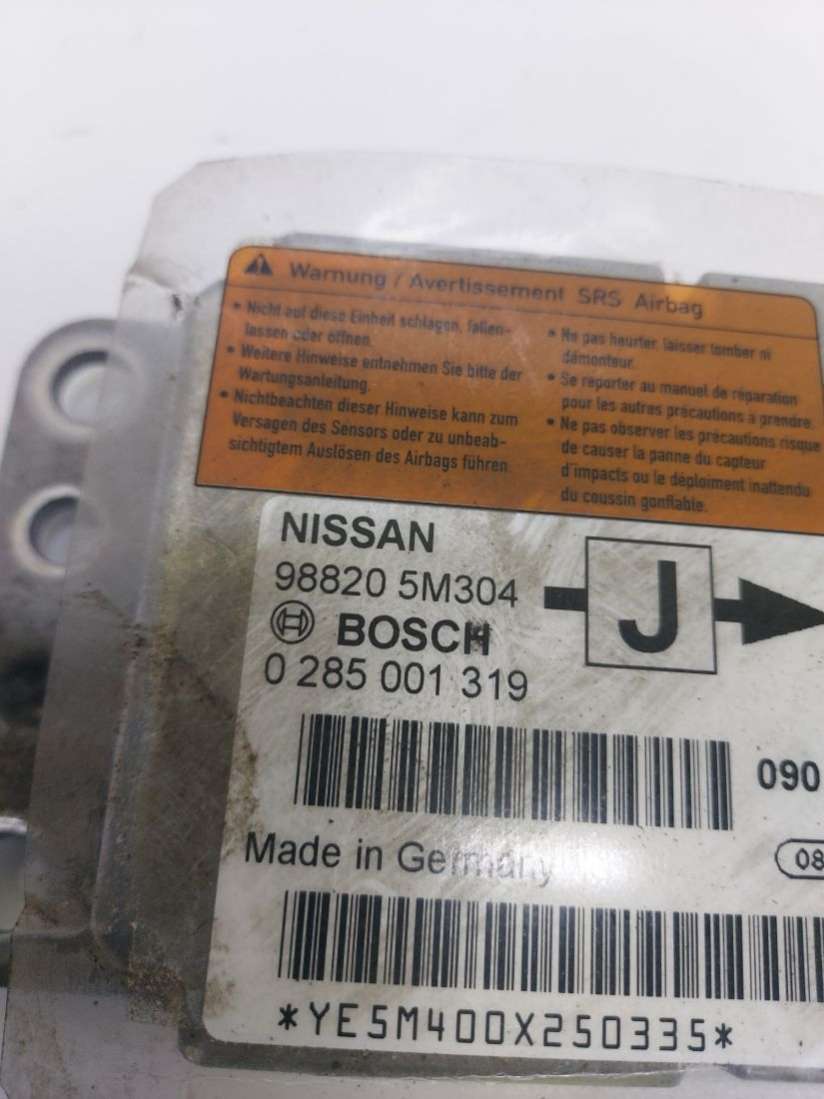 Warnung / Avertissement SRS Airbag
• Nicht auf diese Einheit schlagen, fallen-
lassen oder öffnen.
• Weitere Hinweise entnehmen Sie bitte der
Wartungsanleitung.
• Nichtbeachten dieser Hinweise kann zum
Versagen des Sensors oder zu unbeab-
sichtigtem Auslösen des Airbags führen
• Ne pas heurter, laisser tomber ni
démonteur.
• Se reporter au manuel de réparation
pour les autres précautions a prendre.
• Ne pas observer les précautions risque
de causer la panne du capteur
d'impacts ou le déploiment inattendu
du coussin gonflable.
NISSAN
98820 5M304
J
BOSCH
0 285 001 319
090
Made in Germany
08
*YE5M400X250335*